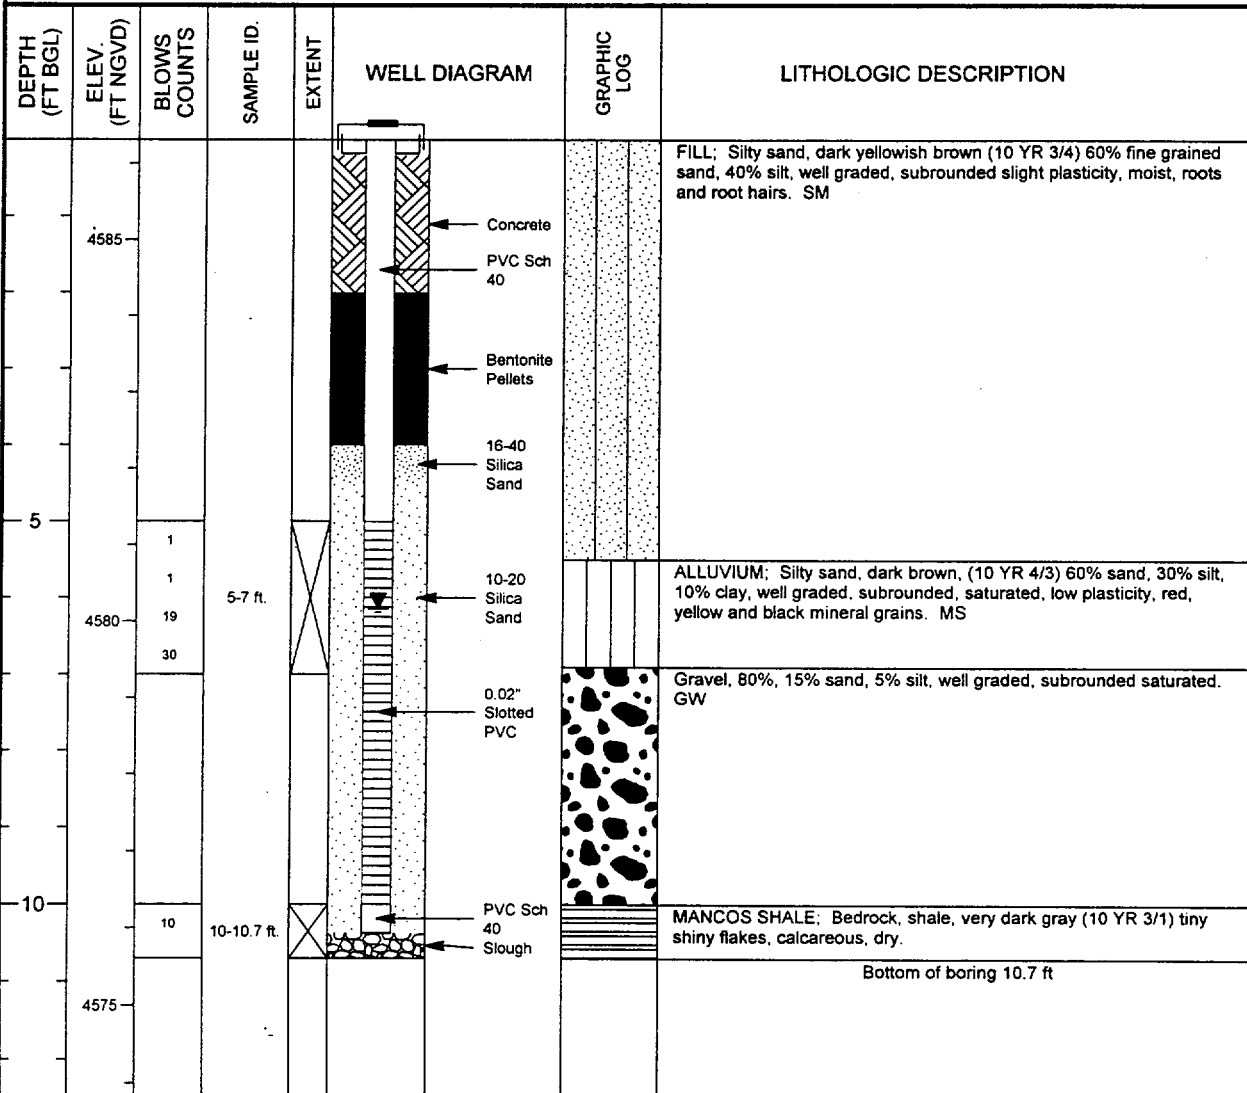 DEPTH
(FT BGL)
ELEV.
(FT NGVD)
BLOWS
COUNTS
SAMPLE ID.
EXTENT
WELL DIAGRAM
GRAPHIC
LOG
LITHOLOGIC DESCRIPTION
FILL; Silty sand, dark yellowish brown (10 YR 3/4) 60% fine grained
sand, 40% silt, well graded, subrounded slight plasticity, moist, roots
and root hairs. SM
4585
Concrete
PVC Sch
40
Bentonite
Pellets
16-40
Silica
Sand
5
1
1
19
30
5-7 ft.
4580
10-20
Silica
Sand
ALLUVIUM; Silty sand, dark brown, (10 YR 4/3) 60% sand, 30% silt,
10% clay, well graded, subrounded, saturated, low plasticity, red,
yellow and black mineral grains. MS
0.02"
Slotted
PVC
Gravel, 80%, 15% sand, 5% silt, well graded, subrounded saturated.
GW
10
10
10-10.7 ft.
PVC Sch
40
Slough
MANCOS SHALE; Bedrock, shale, very dark gray (10 YR 3/1) tiny
shiny flakes, calcareous, dry.
Bottom of boring 10.7 ft
4575